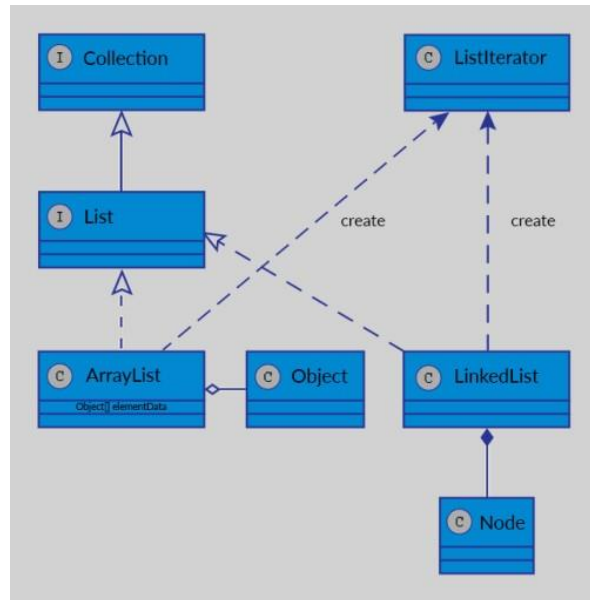 I Collection
C ListIterator
I List
create
create
C ArrayList
Object[] elementData
C Object
C LinkedList
C Node